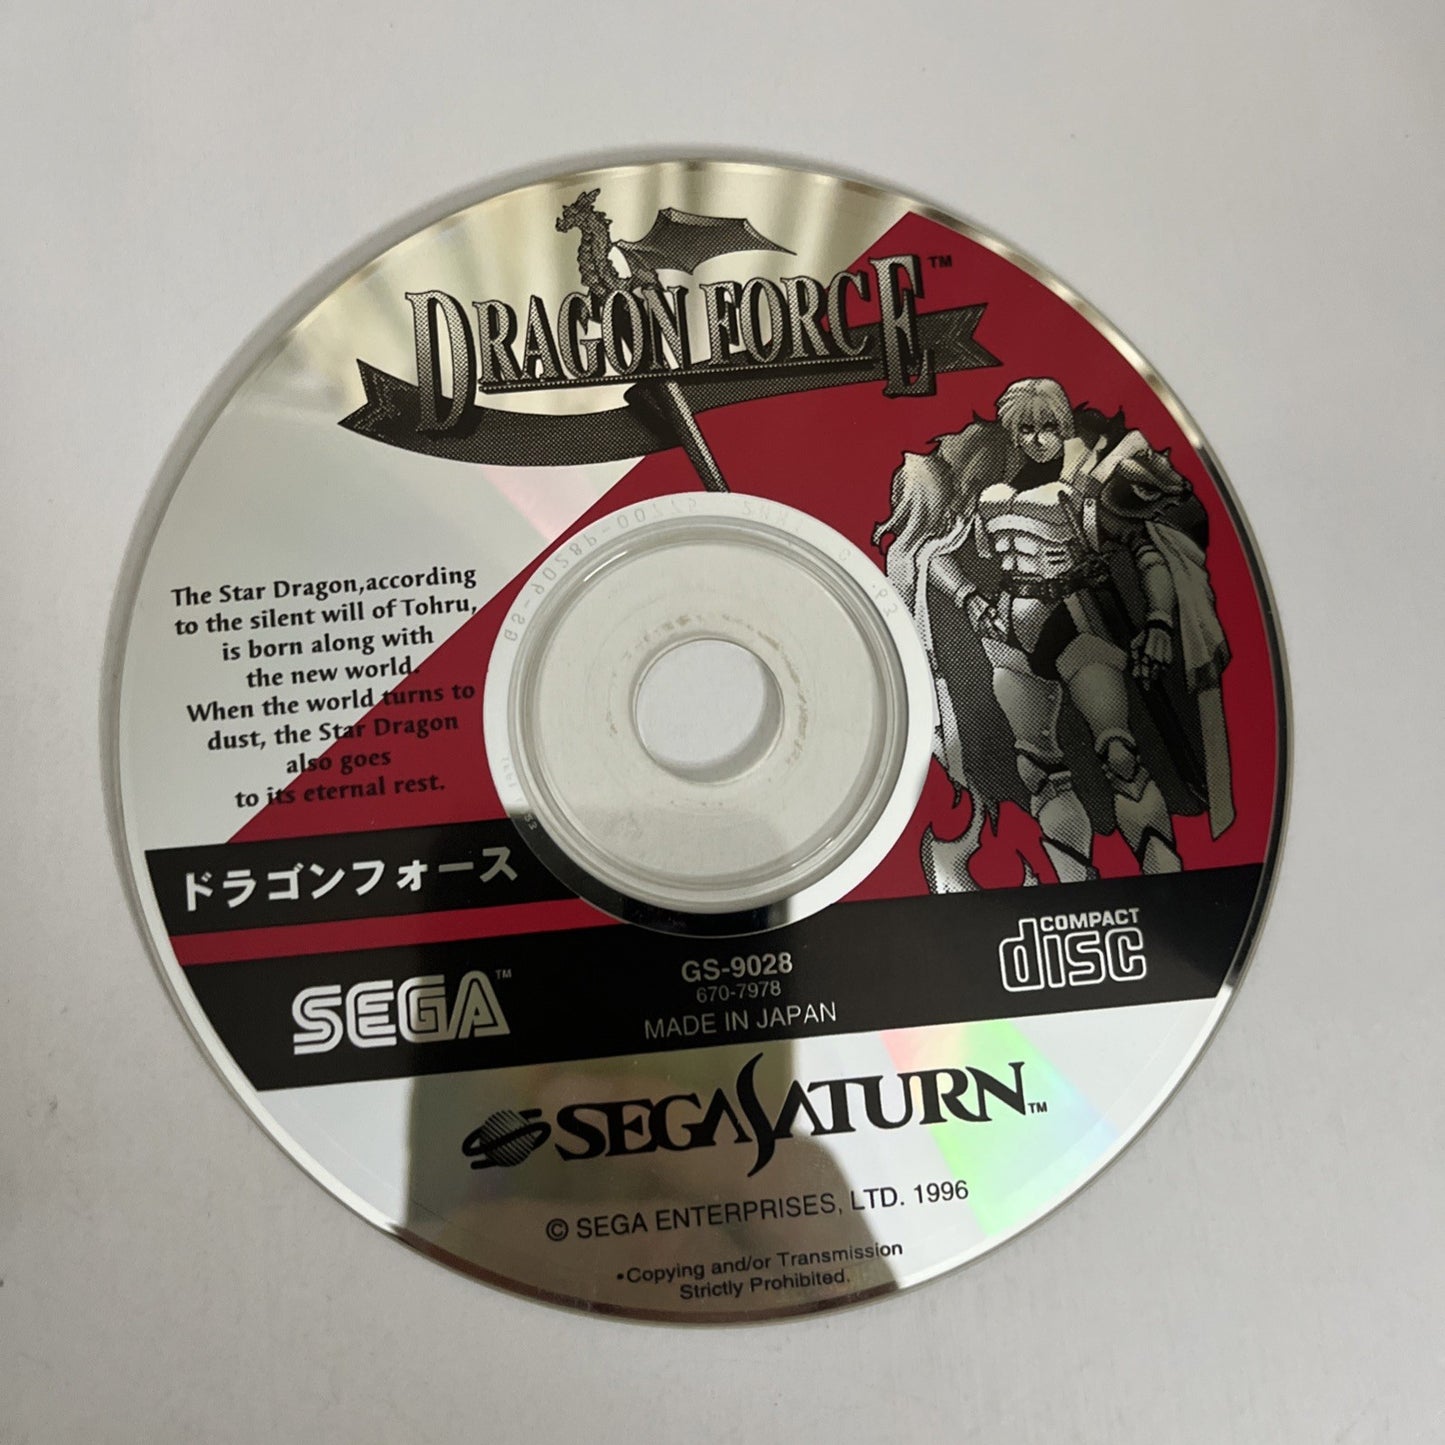 DRAGON FORCE™
The Star Dragon,according
to the silent will of Tohru,
is born along with
the new world.
When the world turns to
dust, the Star Dragon
also goes
to its eternal rest.
ドラゴンフォース
SEGA™
GS-9028
670-7978
MADE IN JAPAN
COMPACT
disc
SEGA SATURN™
© SEGA ENTERPRISES, LTD. 1996
•Copying and/or Transmission
Strictly Prohibited.